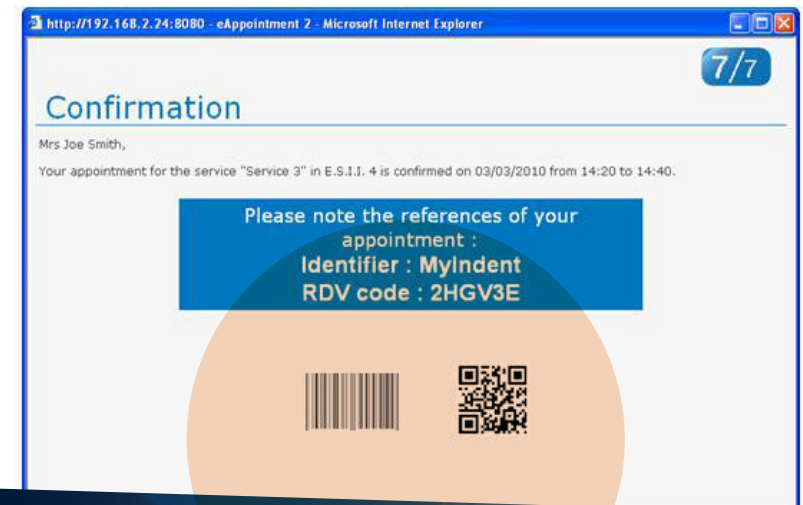 http://192.168.2.24:8080 - eAppointment 2 - Microsoft Internet Explorer
7/7
Confirmation
Mrs Joe Smith,
Your appointment for the service "Service 3" in E.S.I.I. 4 is confirmed on 03/03/2010 from 14:20 to 14:40.
Please note the references of your
appointment :
Identifier : MyIndent
RDV code : 2HGV3E